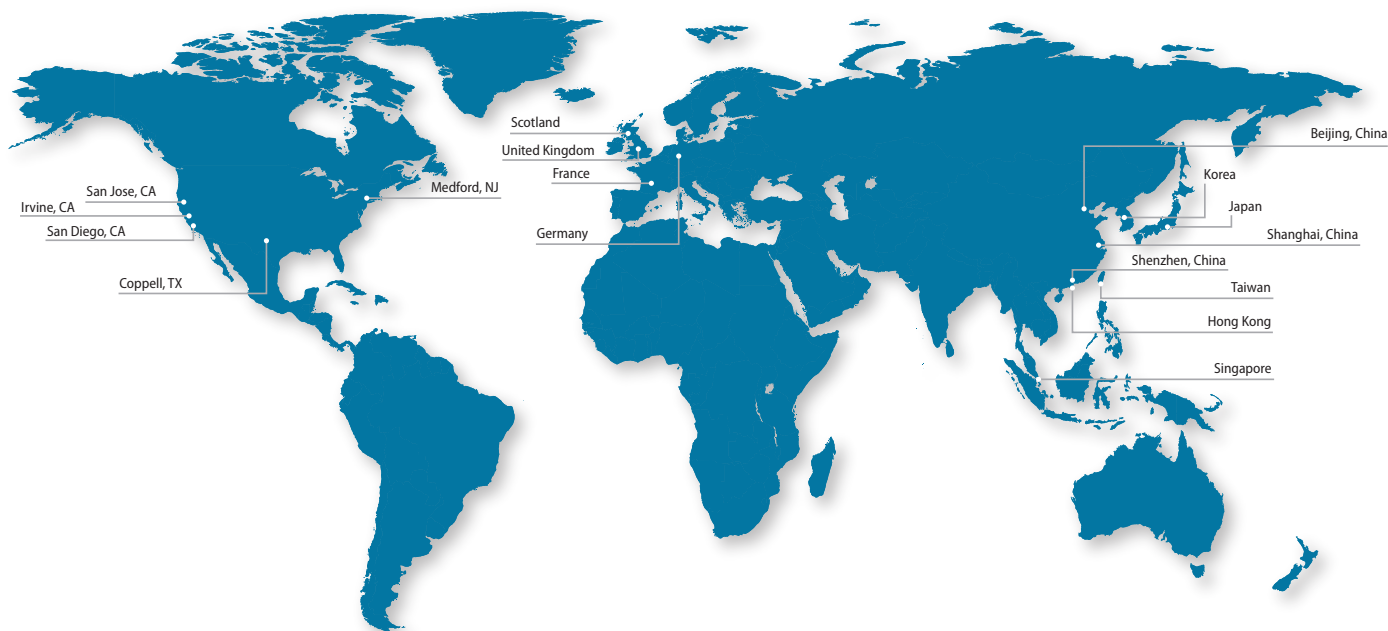 Scotland
United Kingdom
France
Germany
San Jose, CA
Irvine, CA
San Diego, CA
Coppell, TX
Medford, NJ
Beijing, China
Korea
Japan
Shanghai, China
Shenzhen, China
Taiwan
Hong Kong
Singapore